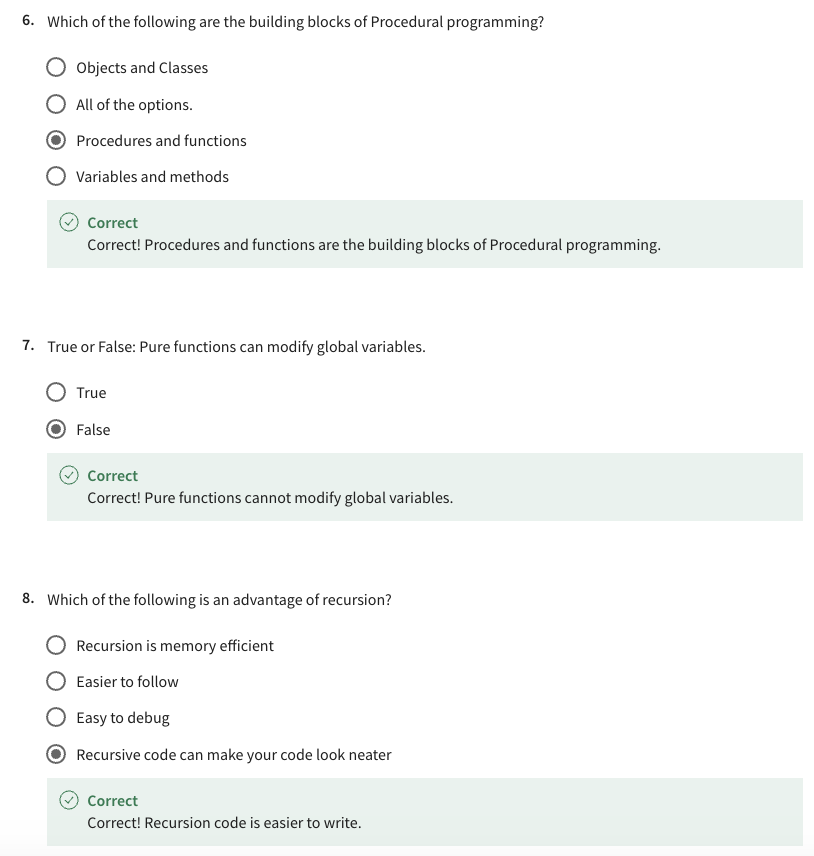 6. Which of the following are the building blocks of Procedural programming?
Objects and Classes
All of the options.
Procedures and functions
Variables and methods
Correct
Correct! Procedures and functions are the building blocks of Procedural programming.
7. True or False: Pure functions can modify global variables.
True
False
Correct
Correct! Pure functions cannot modify global variables.
8. Which of the following is an advantage of recursion?
Recursion is memory efficient
Easier to follow
Easy to debug
Recursive code can make your code look neater
Correct
Correct! Recursion code is easier to write.